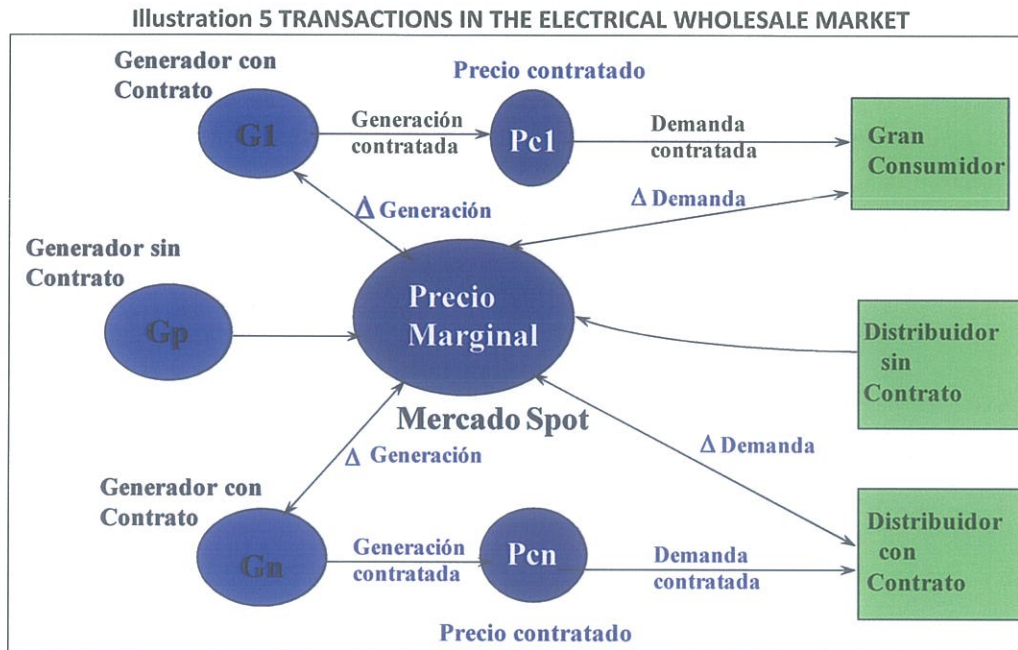 Illustration 5 TRANSACTIONS IN THE ELECTRICAL WHOLESALE MARKET
Generador con
Contrato
Precio contratado
G1
Generación
contratada
Pc1
Demanda
contratada
Gran
Consumidor
Δ Generación
Δ Demanda
Generador sin
Contrato
Gp
Precio
Marginal
Distribuidor
sin
Contrato
Mercado Spot
Δ Generación
Δ Demanda
Generador con
Contrato
Gn
Generación
contratada
Pcn
Demanda
contratada
Distribuidor
con
Contrato
Precio contratado